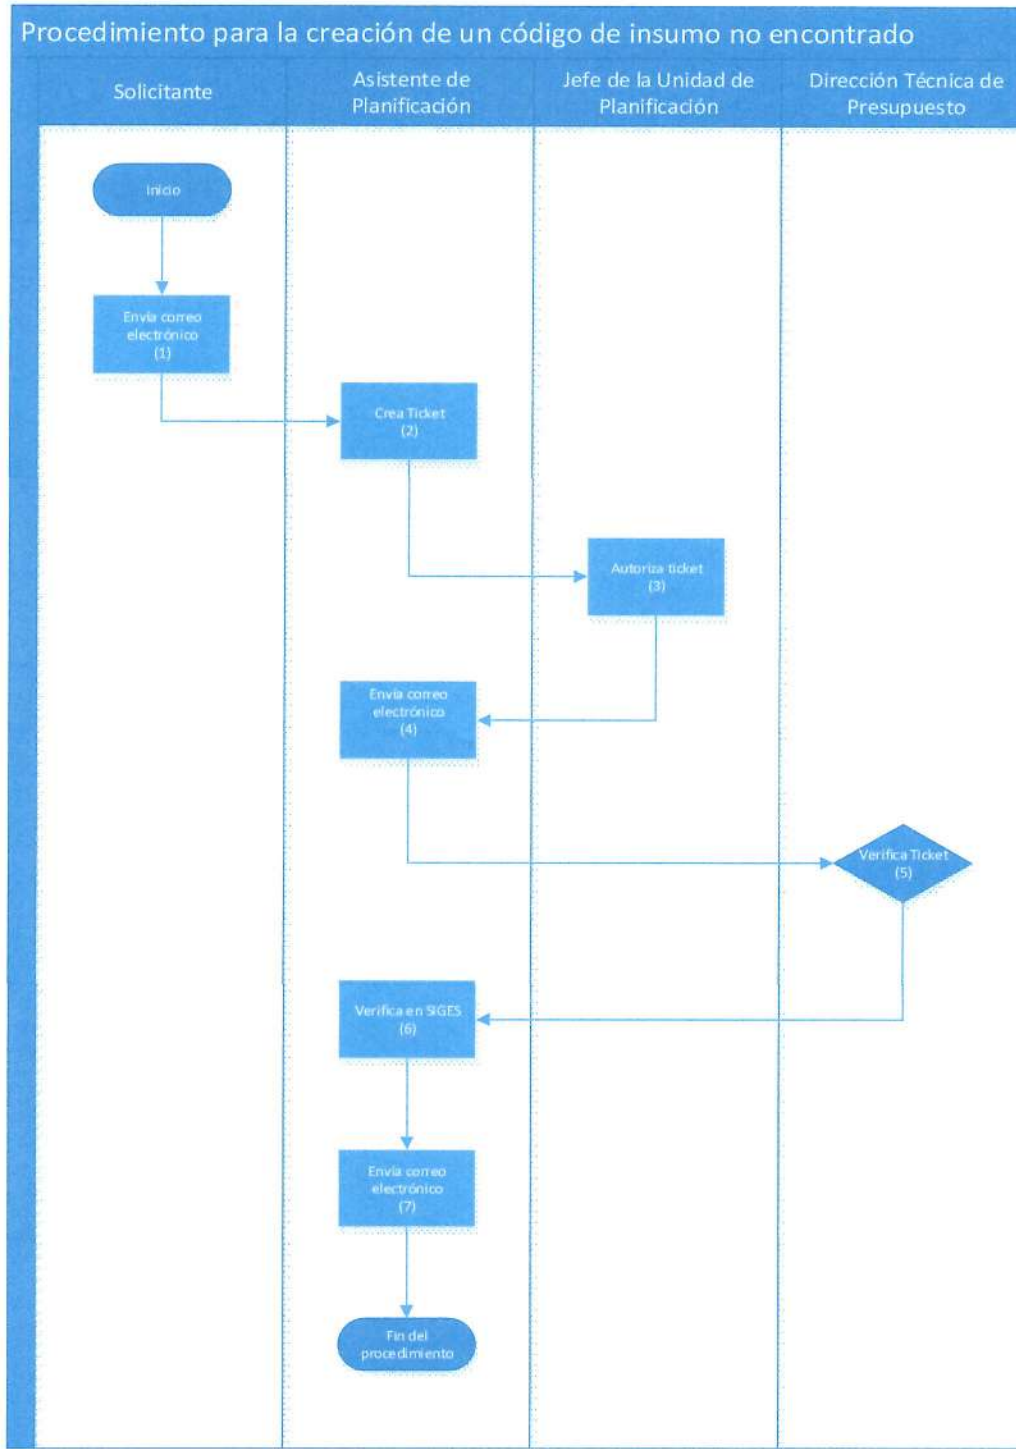 Procedimiento para la creación de un código de insumo no encontrado
Solicitante
Asistente de
Planificación
Jefe de la Unidad de
Planificación
Dirección Técnica de
Presupuesto
Inicio
Envía correo
electrónico
(1)
Crea Ticket
(2)
Autoriza ticket
(3)
Envía correo
electrónico
(4)
Verifica Ticket
(5)
Verifica en SIGES
(6)
Envía correo
electrónico
(7)
Fin del
procedimiento